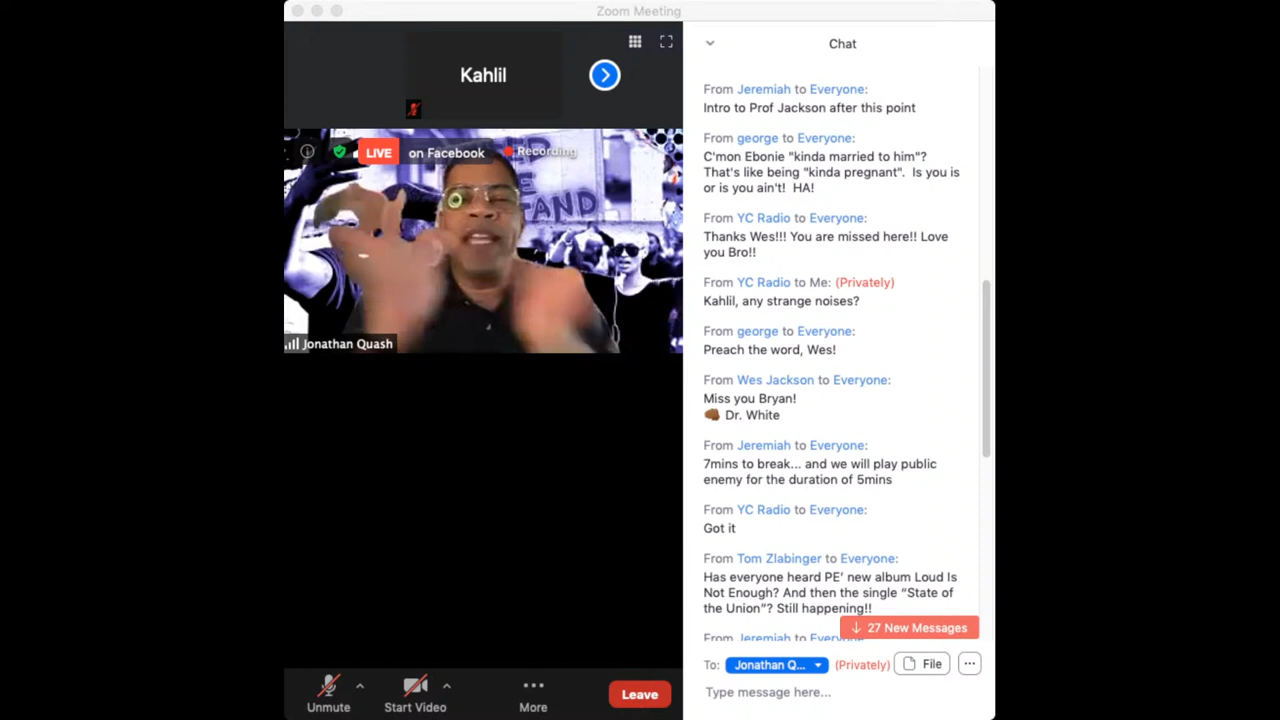 Zoom Meeting
Kahlil
LIVE on Facebook Recording
STAND
Jonathan Quash
Unmute
Start Video
More
Leave
Chat
From Jeremiah to Everyone:
Intro to Prof Jackson after this point
From george to Everyone:
C'mon Ebonie "kinda married to him"?
That's like being "kinda pregnant". Is you is
or is you ain't! HA!
From YC Radio to Everyone:
Thanks Wes!!! You are missed here!! Love
you Bro!!
From YC Radio to Me: (Privately)
Kahlil, any strange noises?
From george to Everyone:
Preach the word, Wes!
From Wes Jackson to Everyone:
Miss you Bryan!
👊🏾 Dr. White
From Jeremiah to Everyone:
7mins to break... and we will play public
enemy for the duration of 5mins
From YC Radio to Everyone:
Got it
From Tom Zlabinger to Everyone:
Has everyone heard PE' new album Loud Is
Not Enough? And then the single “State of
the Union”? Still happening!!
↓ 27 New Messages
From Jeremiah to Everyone:
To: Jonathan Q... (Privately) File ...
Type message here...